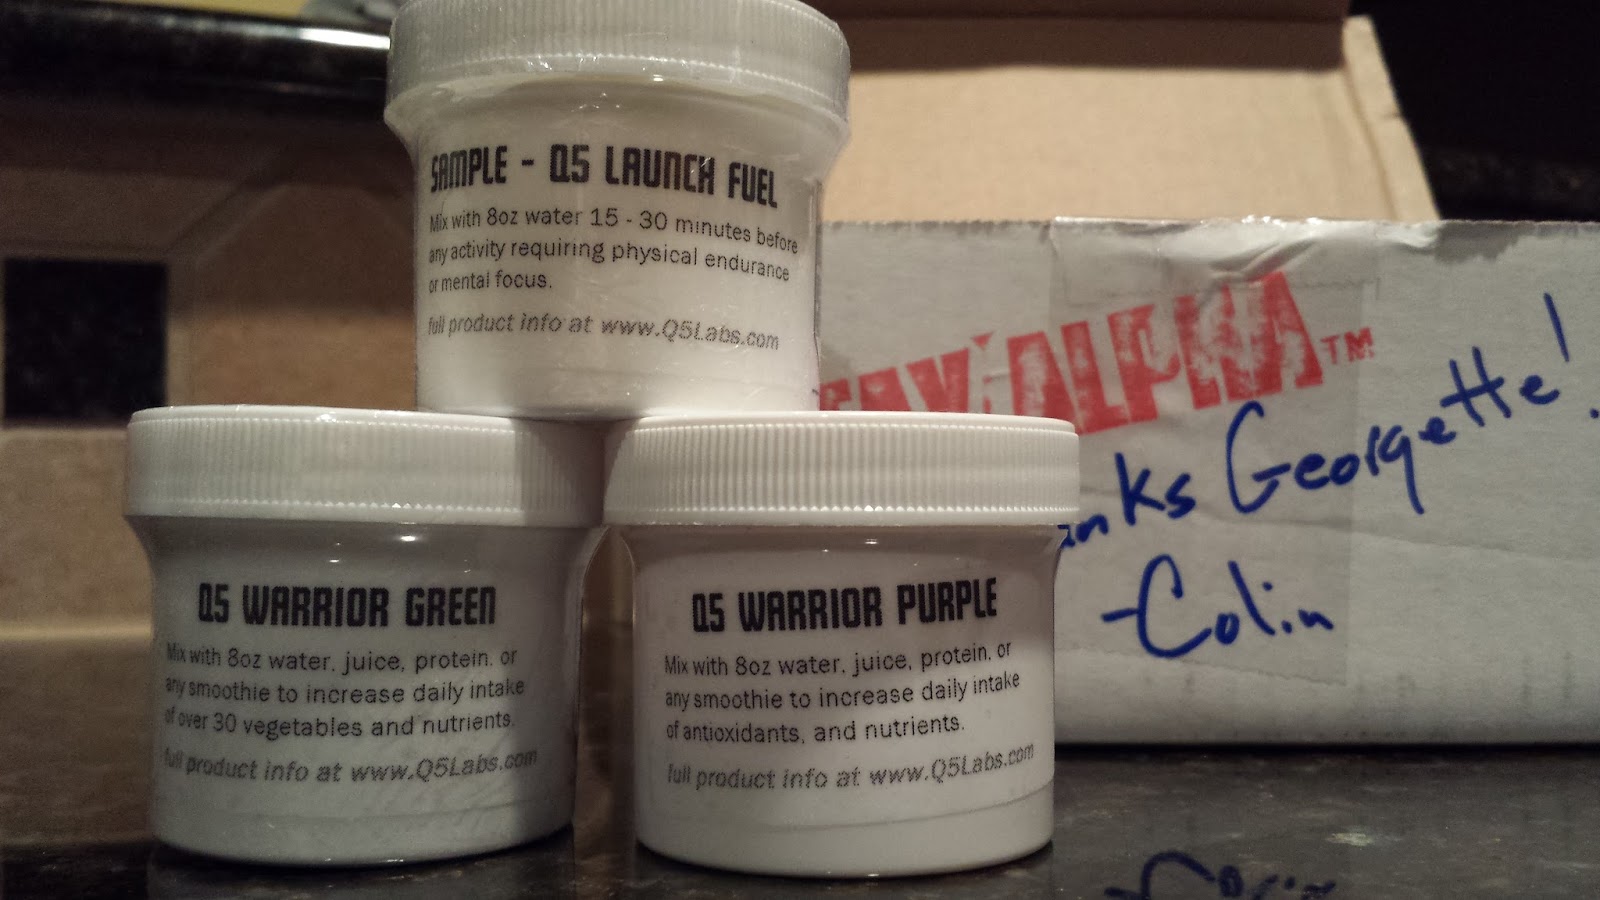 SAMPLE - Q5 LAUNCH FUEL
Mix with 8oz water 15 - 30 minutes before
any activity requiring physical endurance
or mental focus.
full product info at www.Q5Labs.com
Q5 WARRIOR GREEN
Mix with 8oz water, juice, protein, or
any smoothie to increase daily intake
of over 30 vegetables and nutrients.
full product info at www.Q5Labs.com
Q5 WARRIOR PURPLE
Mix with 8oz water, juice, protein, or
any smoothie to increase daily intake
of antioxidants, and nutrients.
full product info at www.Q5Labs.com
ALPHA™
Georgette!
-Colin